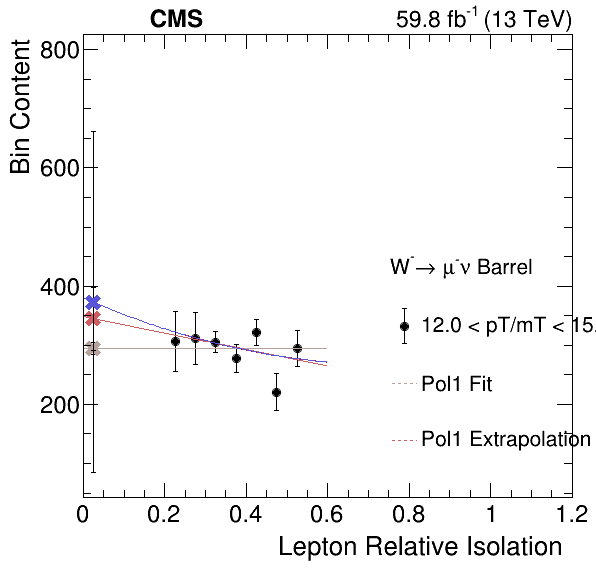 CMS 59.8 fb⁻¹ (13 TeV)
Bin Content
800
600
400
200
W⁻→ μ⁻ν Barrel
12.0 < pT/mT < 15.
Pol1 Fit
Pol1 Extrapolation
0 0.2 0.4 0.6 0.8 1 1.2
Lepton Relative Isolation